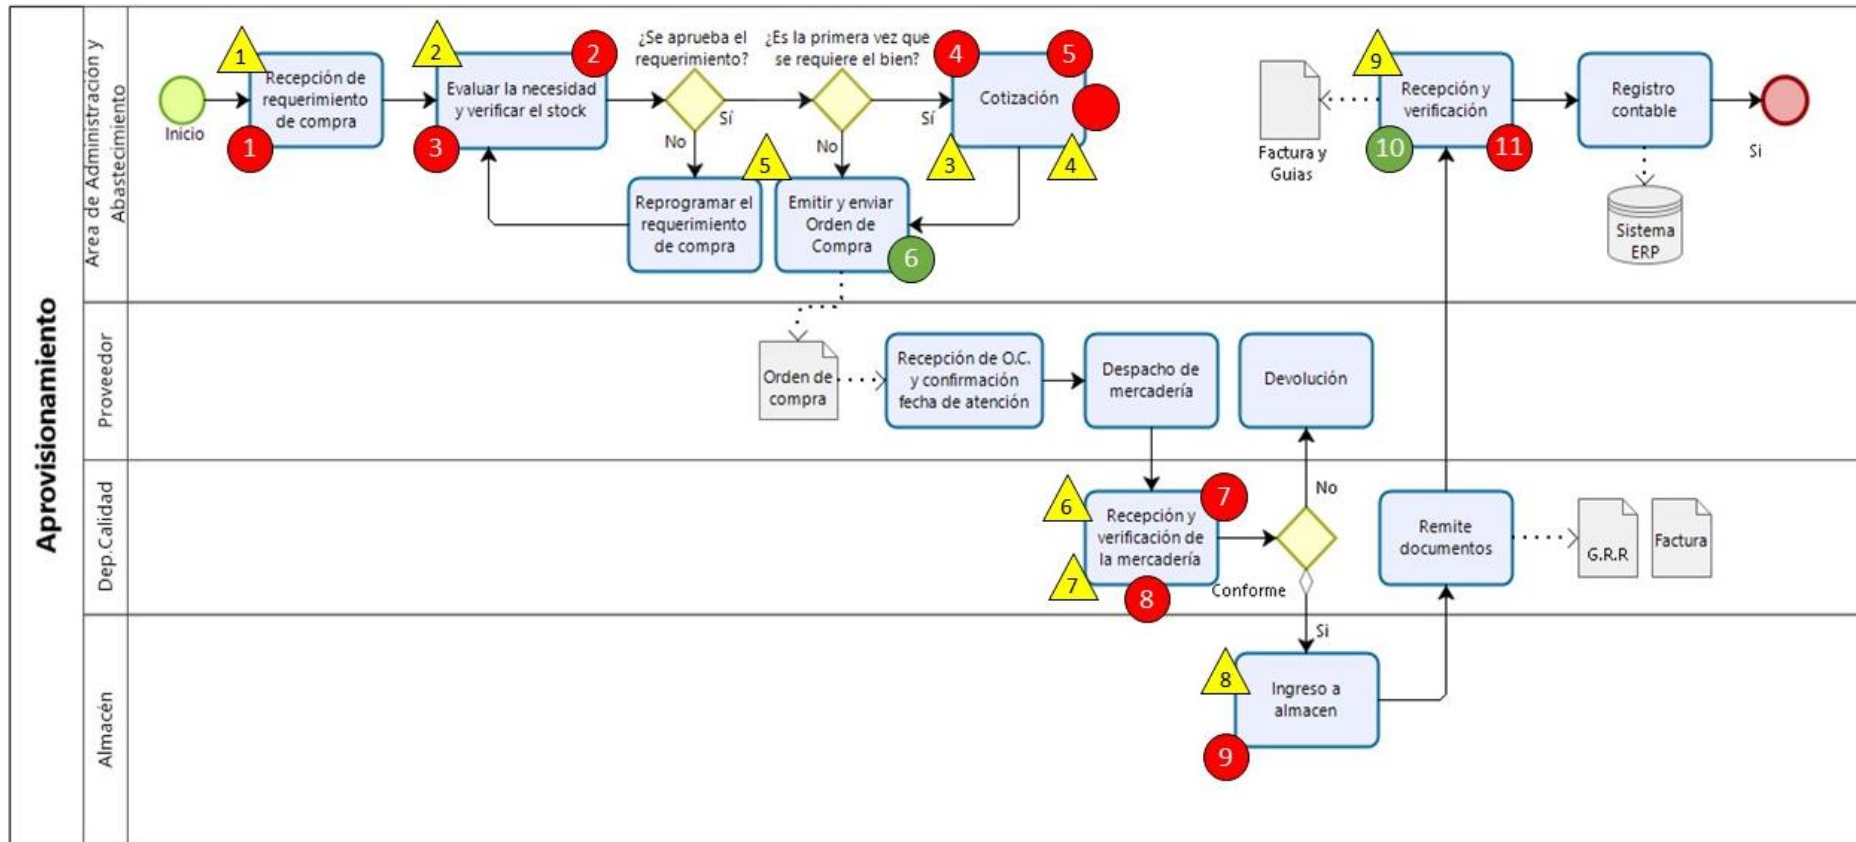 Aprovisionamiento
Area de Administración y
Abastecimiento
1
Inicio
Recepción de
requerimiento
de compra
1
2
2
Evaluar la necesidad
y verificar el stock
3
¿Se aprueba el
requerimiento?
Sí
No
Reprogramar el
requerimiento
de compra
¿Es la primera vez que
se requiere el bien?
Sí
No
5
Emitir y enviar
Orden de
Compra
6
4
5
Cotización
3
4
9
Recepción y
verificación
10
11
Factura y
Guias
Registro
contable
Sistema
ERP
Si
Proveedor
Orden de
compra
Recepción de O.C.
y confirmación
fecha de atención
Despacho de
mercadería
Devolución
Dep.Calidad
6
7
Recepción y
verificación de
la mercadería
7
8
No
Conforme
Si
Remite
documentos
G.R.R
Factura
Almacén
8
Ingreso a
almacen
9